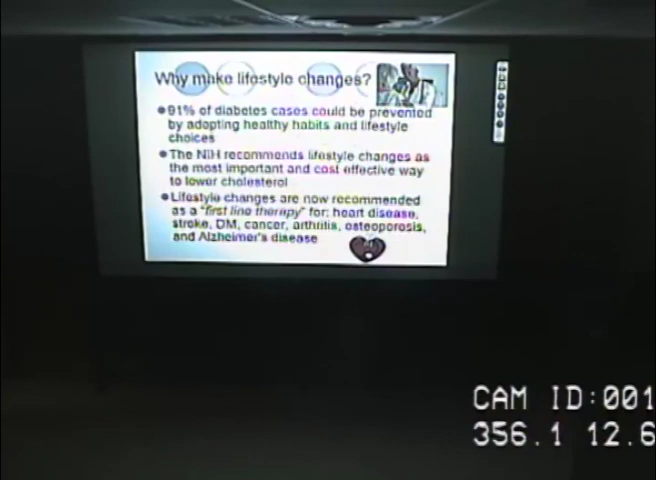 Why make lifestyle changes?
91% of diabetes cases could be prevented
by adopting healthy habits and lifestyle
choices
The NIH recommends lifestyle changes as
the most important and cost effective way
to lower cholesterol
Lifestyle changes are now recommended
as a "first line therapy" for: heart disease,
stroke, DM, cancer, arthritis, osteoporosis,
and Alzheimer's disease
CAM ID:001
356.1 12.6